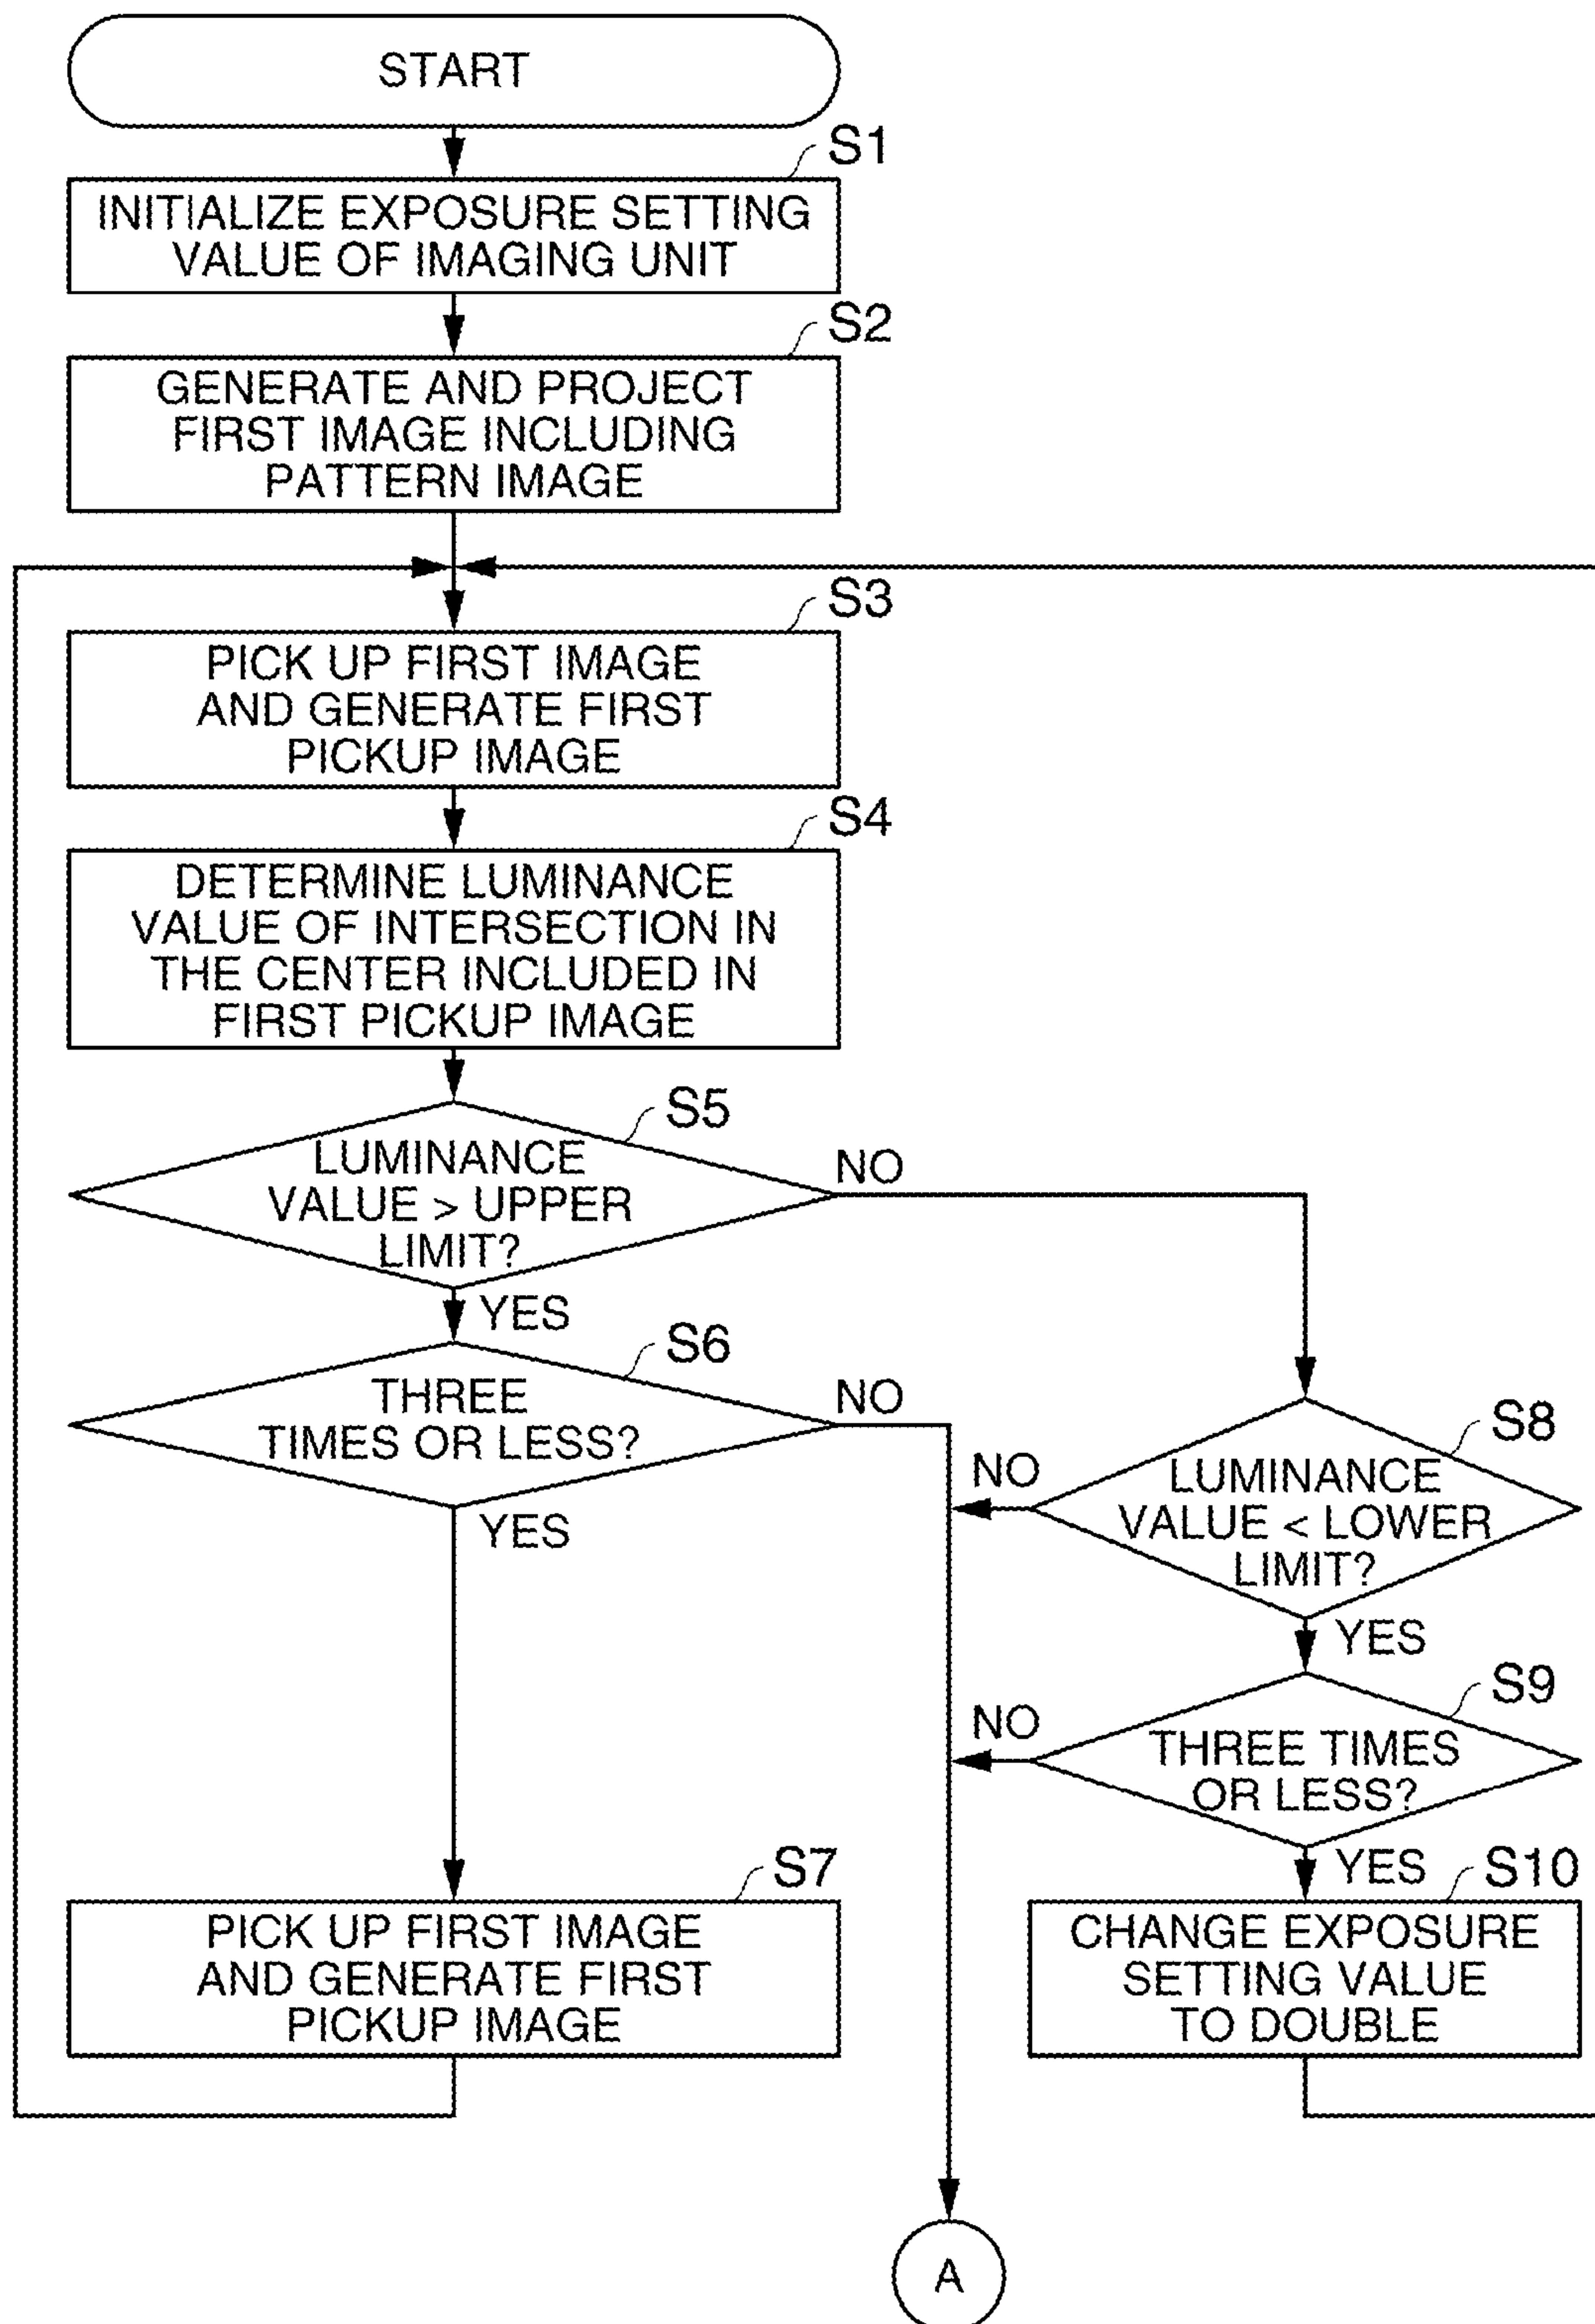 START
S1
INITIALIZE EXPOSURE SETTING
VALUE OF IMAGING UNIT
S2
GENERATE AND PROJECT
FIRST IMAGE INCLUDING
PATTERN IMAGE
S3
PICK UP FIRST IMAGE
AND GENERATE FIRST
PICKUP IMAGE
S4
DETERMINE LUMINANCE
VALUE OF INTERSECTION IN
THE CENTER INCLUDED IN
FIRST PICKUP IMAGE
S5
LUMINANCE
VALUE > UPPER
LIMIT?
NO
YES
S6
THREE
TIMES OR LESS?
NO
YES
S8
LUMINANCE
VALUE < LOWER
LIMIT?
NO
YES
S9
THREE TIMES
OR LESS?
NO
YES
S7
PICK UP FIRST IMAGE
AND GENERATE FIRST
PICKUP IMAGE
S10
CHANGE EXPOSURE
SETTING VALUE
TO DOUBLE
A